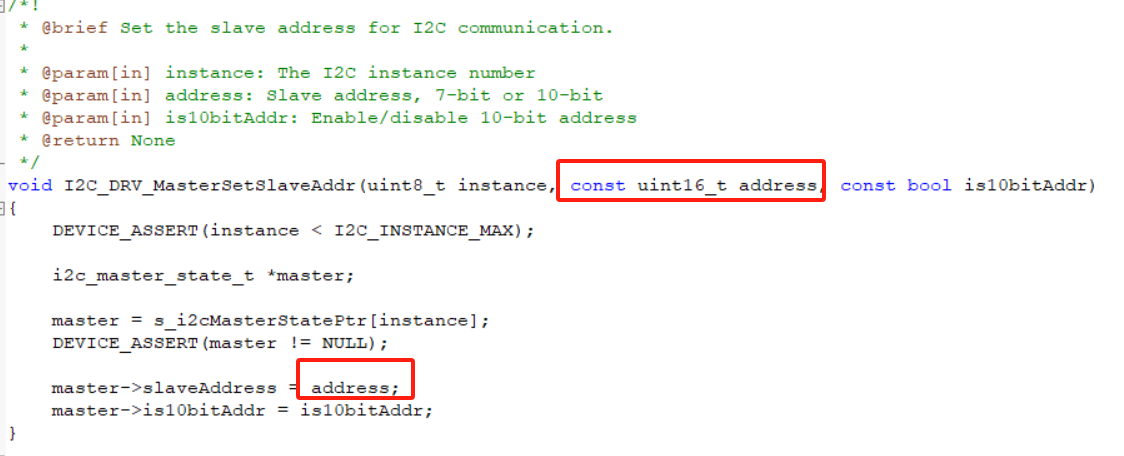 /*!
 * @brief Set the slave address for I2C communication.
 *
 * @param[in] instance: The I2C instance number
 * @param[in] address: Slave address, 7-bit or 10-bit
 * @param[in] is10bitAddr: Enable/disable 10-bit address
 * @return None
 */
void I2C_DRV_MasterSetSlaveAddr(uint8_t instance, const uint16_t address, const bool is10bitAddr)
{
    DEVICE_ASSERT(instance < I2C_INSTANCE_MAX);

    i2c_master_state_t *master;

    master = s_i2cMasterStatePtr[instance];
    DEVICE_ASSERT(master != NULL);

    master->slaveAddress = address;
    master->is10bitAddr = is10bitAddr;
}